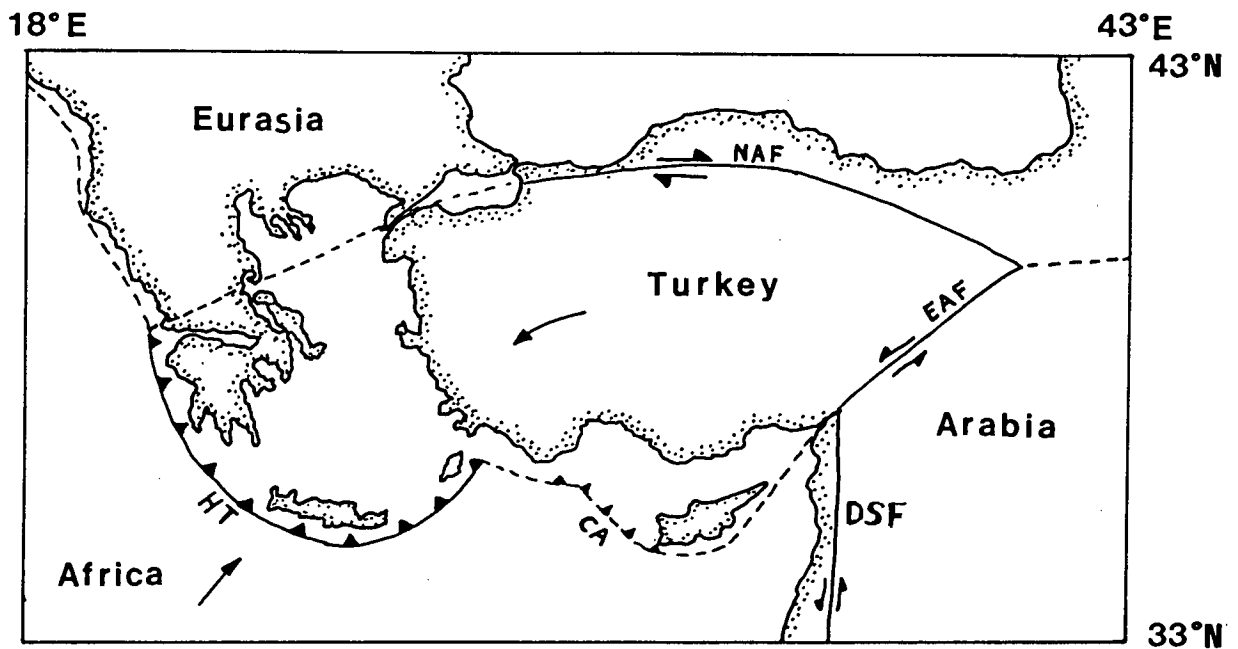 18°E
43°E
43°N
Eurasia
NAF
Turkey
EAF
Arabia
HT
CA
DSF
Africa
33°N